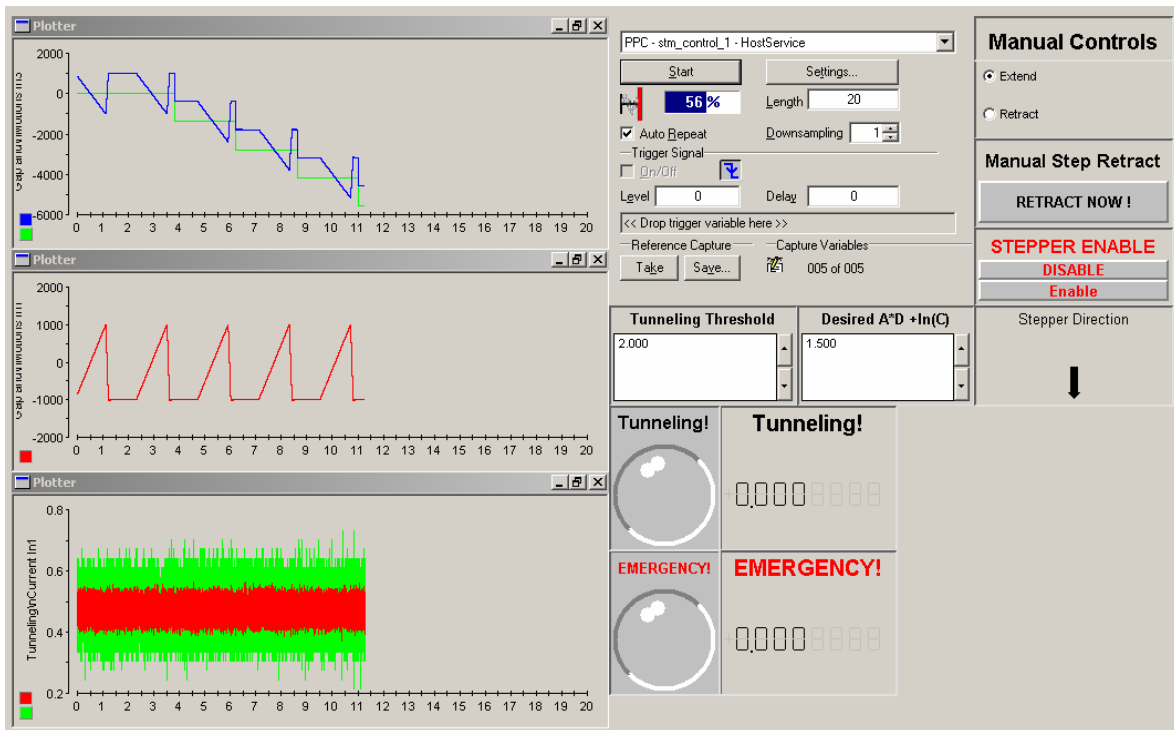 Plotter
2000
0
-2000
-4000
-6000
0 1 2 3 4 5 6 7 8 9 10 11 12 13 14 15 16 17 18 19 20
Plotter
2000
1000
0
-1000
-2000
0 1 2 3 4 5 6 7 8 9 10 11 12 13 14 15 16 17 18 19 20
Plotter
0.8
0.6
0.4
0.2
Tunneling\nCurrent In1
0 1 2 3 4 5 6 7 8 9 10 11 12 13 14 15 16 17 18 19 20
PPC - stm_control_1 - HostService
Start Settings...
56 % Length 20
Auto Repeat Downsampling 1
Trigger Signal
On/Off
Level 0 Delay 0
<< Drop trigger variable here >>
Reference Capture Capture Variables
Take Save... 005 of 005
Manual Controls
Extend
Retract
Manual Step Retract
RETRACT NOW !
STEPPER ENABLE
DISABLE
Enable
Tunneling Threshold Desired A*D +ln(C) Stepper Direction
2.000 1.500
Tunneling! Tunneling!
+0.000
EMERGENCY! EMERGENCY!
+0.000